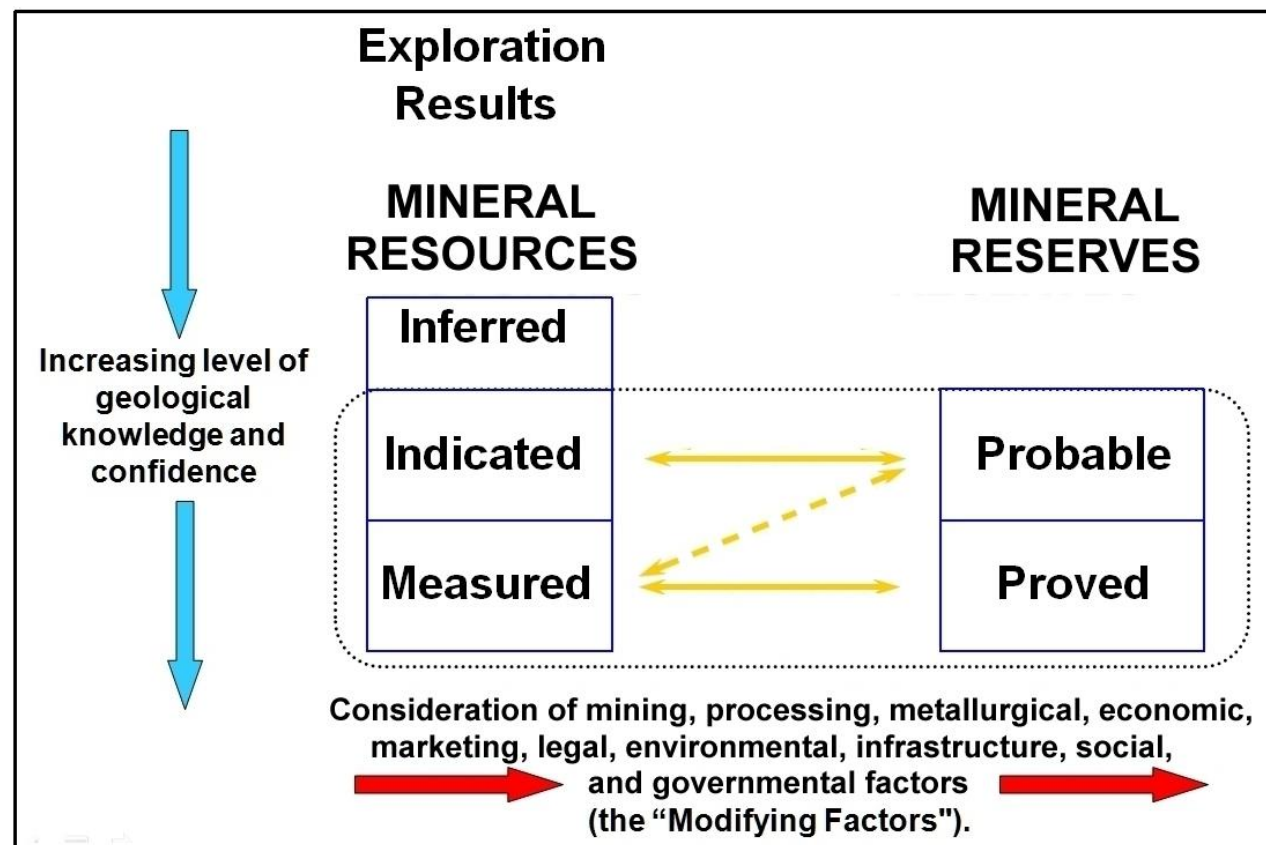 Exploration
Results
MINERAL
RESOURCES
MINERAL
RESERVES
Inferred
Increasing level of
geological
knowledge and
confidence
Indicated
Probable
Measured
Proved
Consideration of mining, processing, metallurgical, economic,
marketing, legal, environmental, infrastructure, social,
and governmental factors
(the “Modifying Factors").